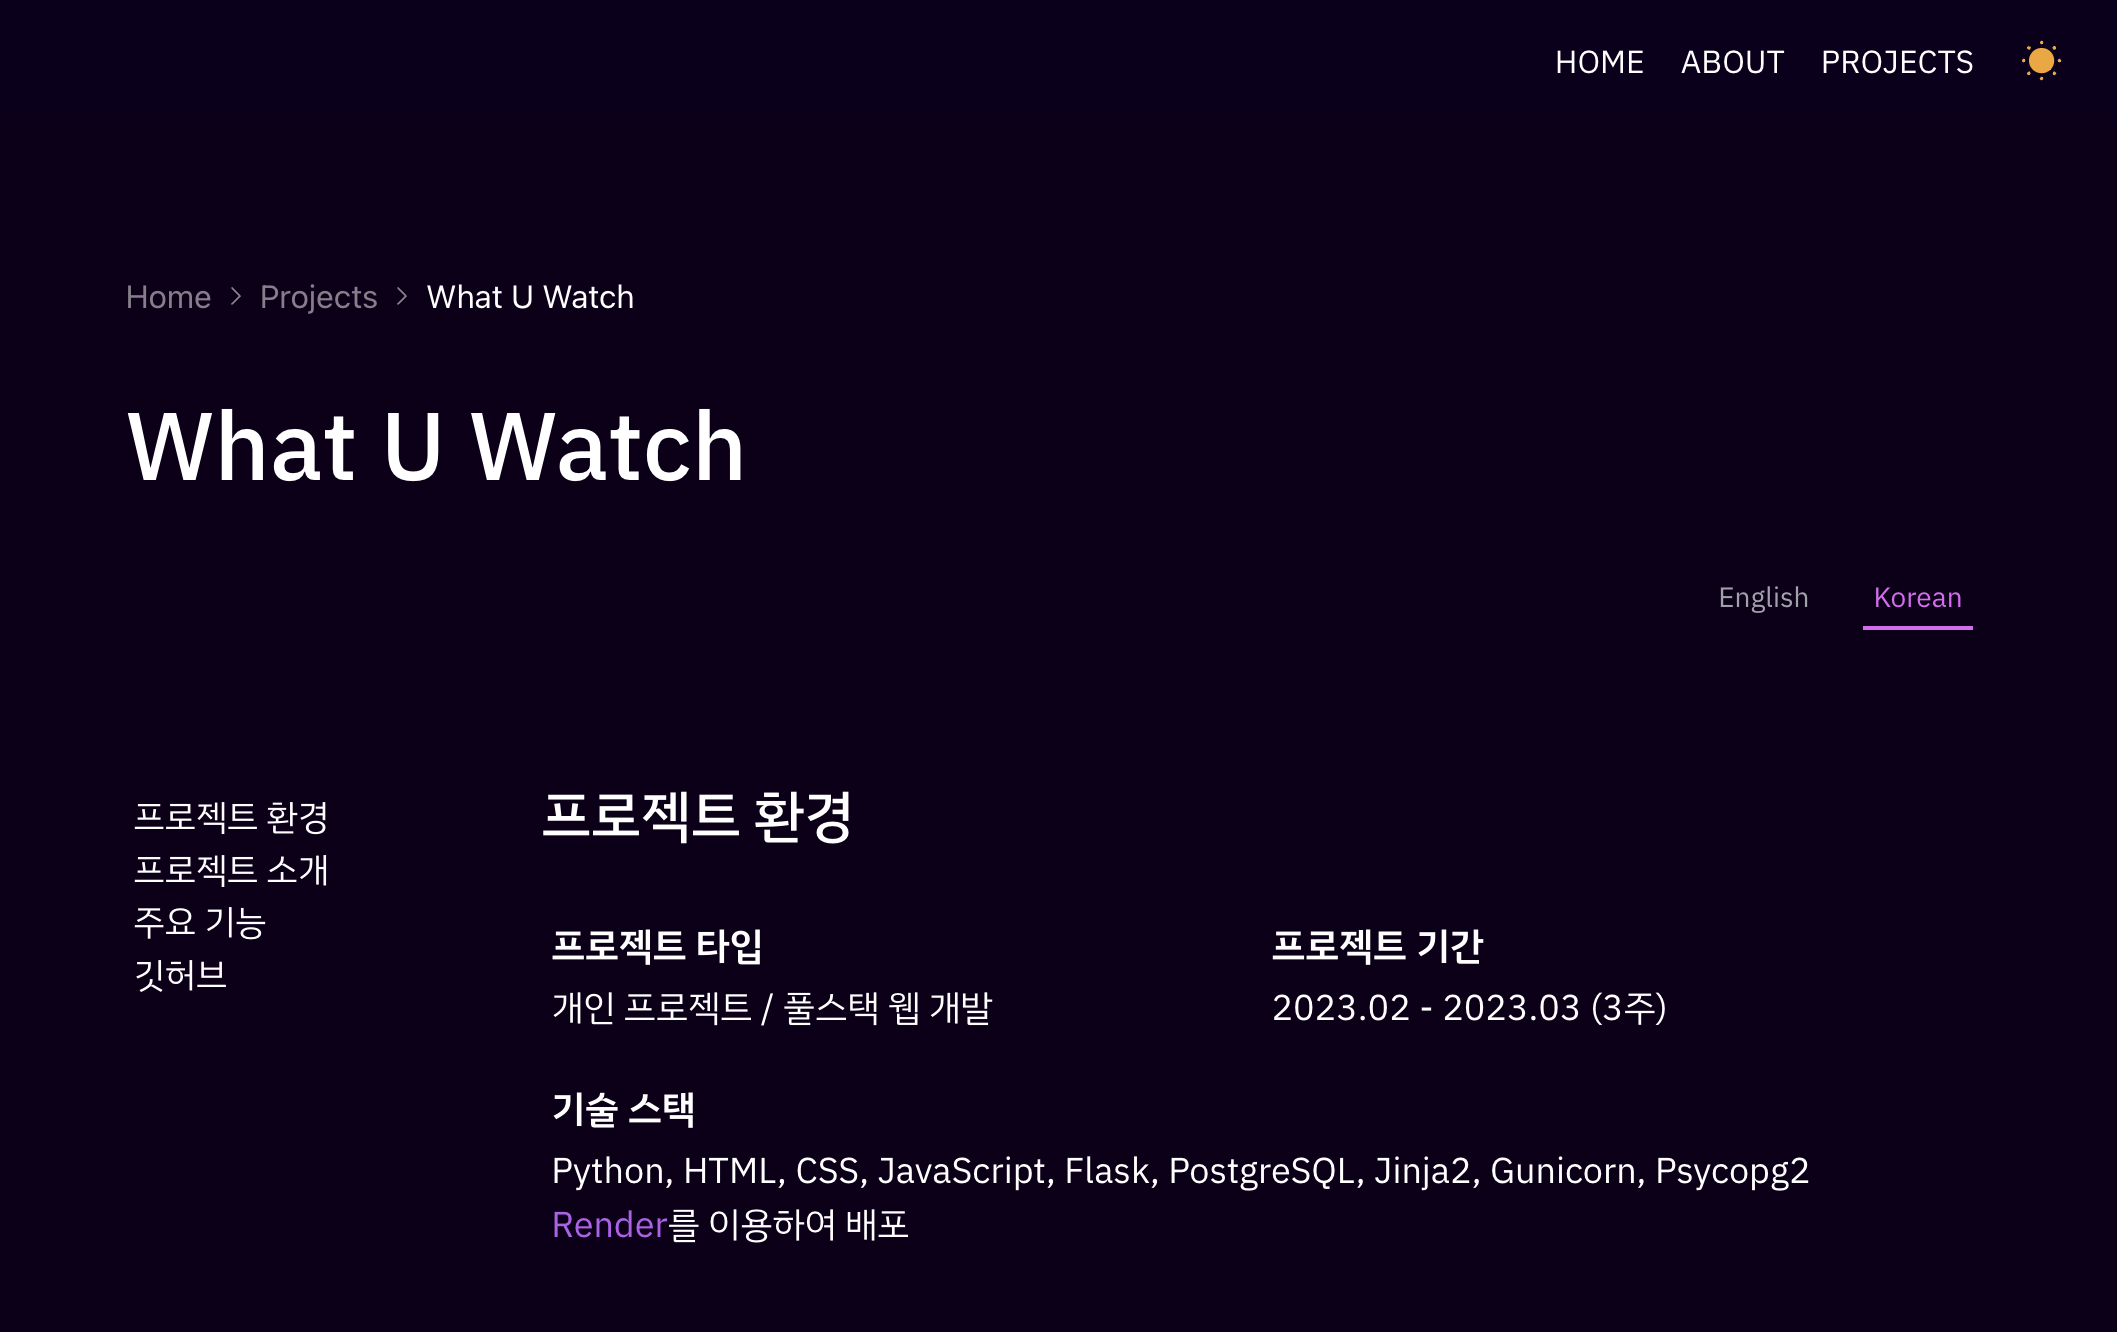 HOME ABOUT PROJECTS
Home > Projects > What U Watch
What U Watch
English Korean
프로젝트 환경
프로젝트 소개
주요 기능
깃허브
프로젝트 환경
프로젝트 타입
개인 프로젝트 / 풀스택 웹 개발
프로젝트 기간
2023.02 - 2023.03 (3주)
기술 스택
Python, HTML, CSS, JavaScript, Flask, PostgreSQL, Jinja2, Gunicorn, Psycopg2
Render를 이용하여 배포